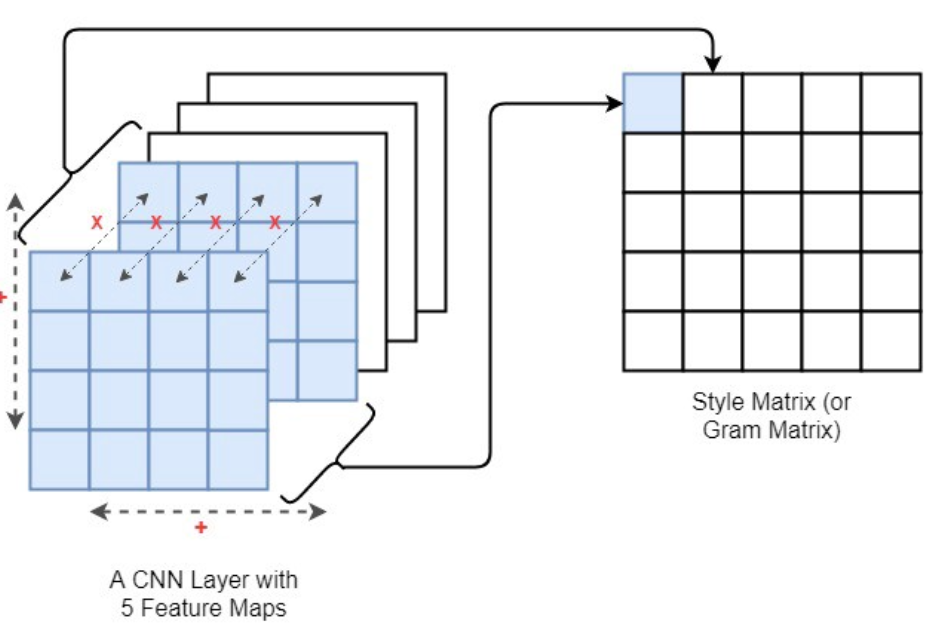 X X X X
+
+
Style Matrix (or
Gram Matrix)
A CNN Layer with
5 Feature Maps